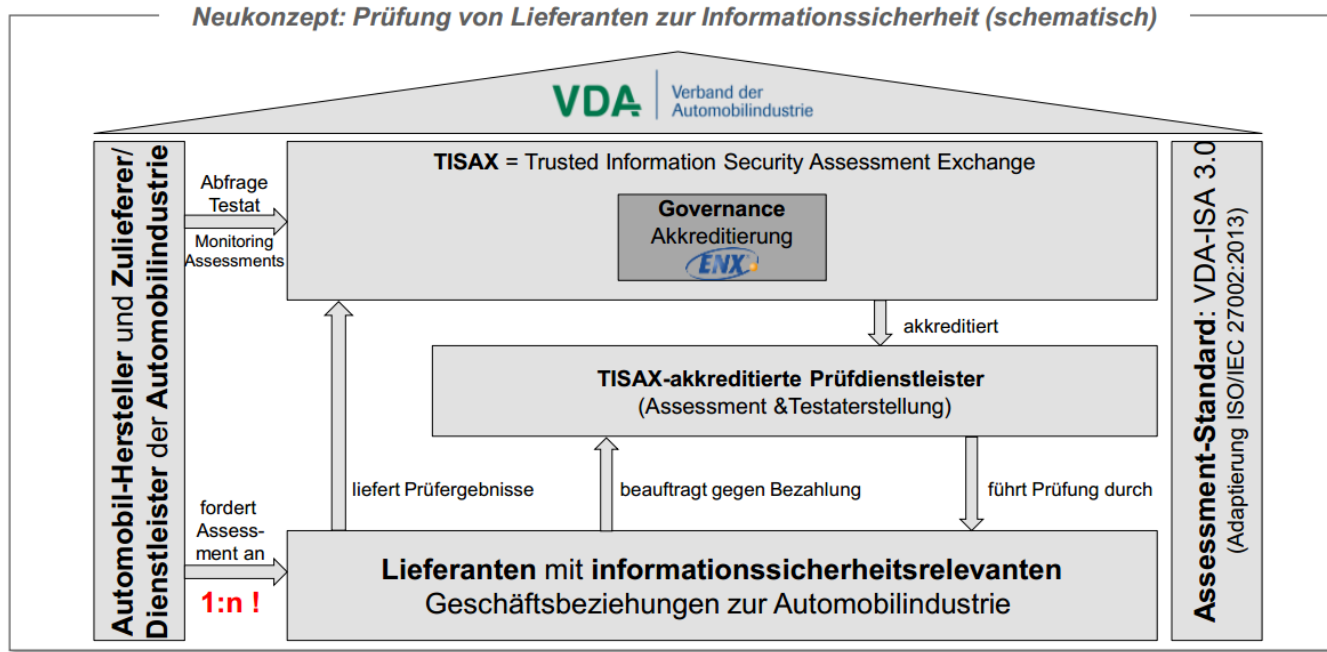 Neukonzept: Prüfung von Lieferanten zur Informationssicherheit (schematisch)
VDA
Verband der
Automobilindustrie
Automobil-Hersteller und Zulieferer/
Dienstleister der Automobilindustrie
Abfrage
Testat
Monitoring
Assessments
TISAX = Trusted Information Security Assessment Exchange
Governance
Akkreditierung
ENX
akkreditiert
TISAX-akkreditierte Prüfdienstleister
(Assessment &Testaterstellung)
liefert Prüfergebnisse
beauftragt gegen Bezahlung
führt Prüfung durch
fordert
Assess-
ment an
1:n !
Lieferanten mit informationssicherheitsrelevanten
Geschäftsbeziehungen zur Automobilindustrie
Assessment-Standard: VDA-ISA 3.0
(Adaptierung ISO/IEC 27002:2013)